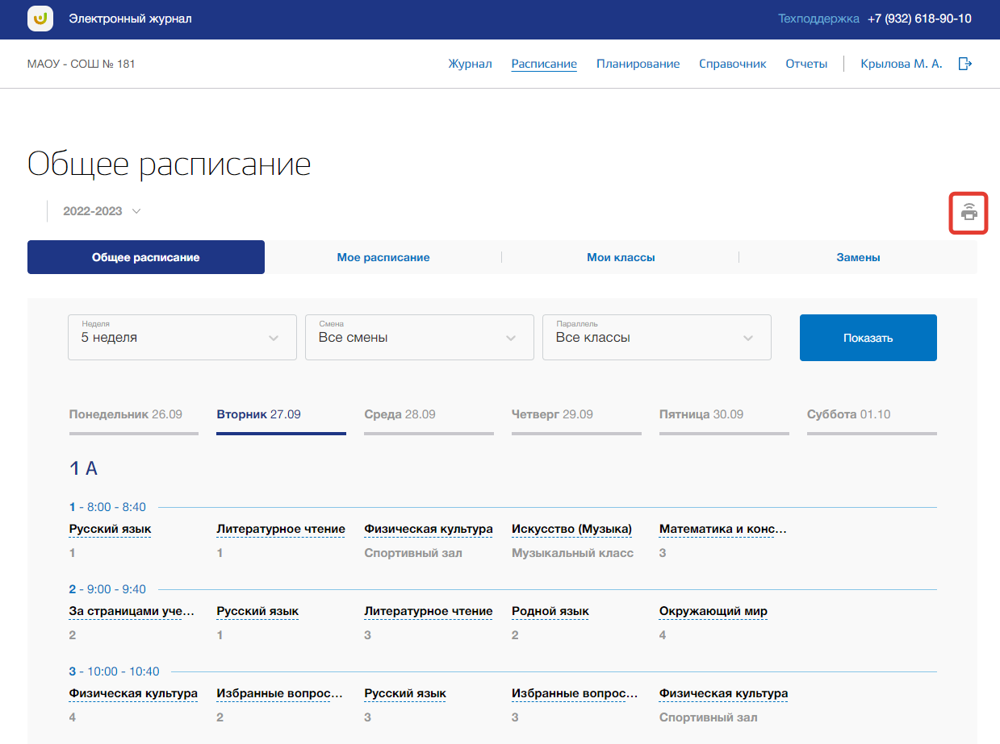 Электронный журнал Техподдержка +7 (932) 618-90-10
МАОУ - СОШ № 181 Журнал Расписание Планирование Справочник Отчеты Крылова М. А.
Общее расписание
2022-2023
Общее расписание Мое расписание Мои классы Замены
Неделя Смена Параллель
5 неделя Все смены Все классы Показать
Понедельник 26.09 Вторник 27.09 Среда 28.09 Четверг 29.09 Пятница 30.09 Суббота 01.10
1 А
1 - 8:00 - 8:40
Русский язык Литературное чтение Физическая культура Искусство (Музыка) Математика и конс...
1 1 Спортивный зал Музыкальный класс 3
2 - 9:00 - 9:40
За страницами уче... Русский язык Литературное чтение Родной язык Окружающий мир
2 1 3 2 4
3 - 10:00 - 10:40
Физическая культура Избранные вопрос... Русский язык Избранные вопрос... Физическая культура
4 2 3 3 Спортивный зал